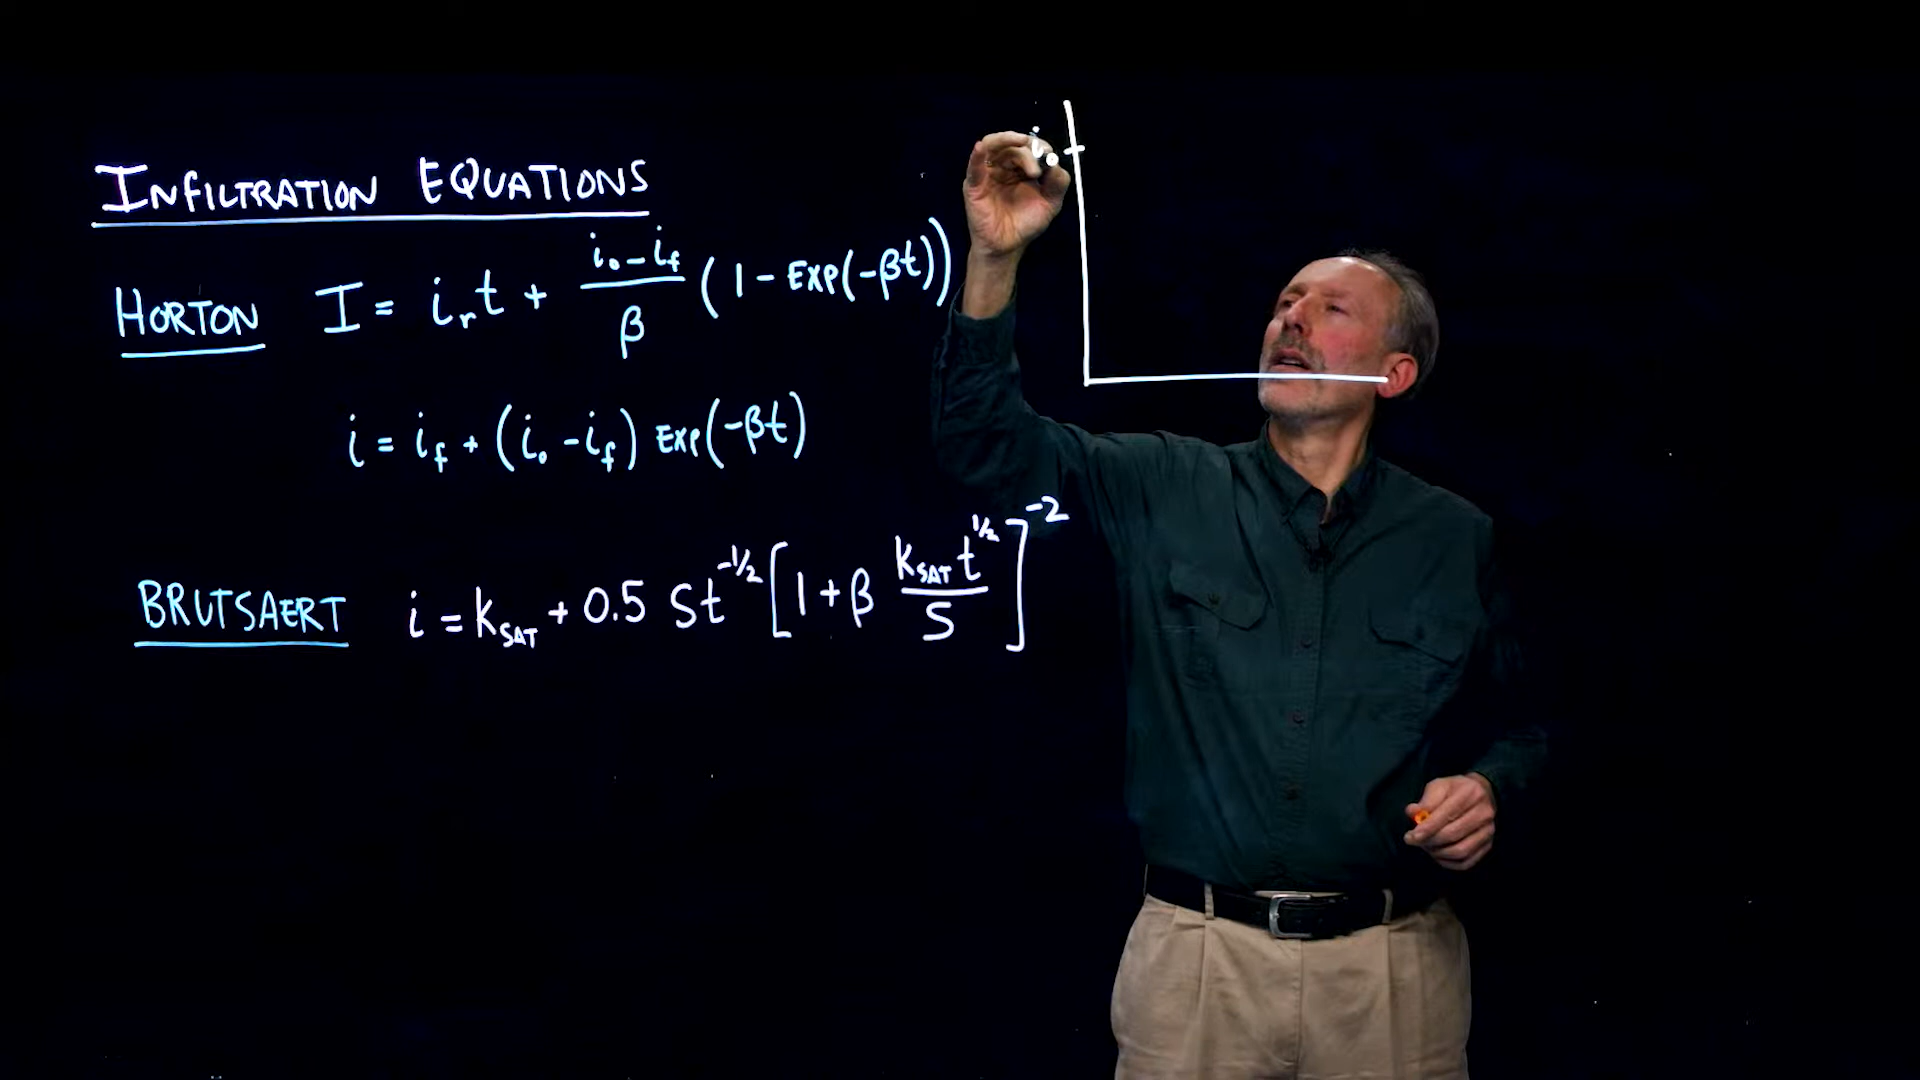 INFILTRATION EQUATIONS
HORTON I = i_r t + (i_0 - i_f)/β (1 - EXP(-βt))
i = i_f + (i_0 - i_f) EXP(-βt)
BRUTSAERT i = K_SAT + 0.5 S t^-1/2 [1 + β K_SAT t^1/2 / S]^-2
i_0